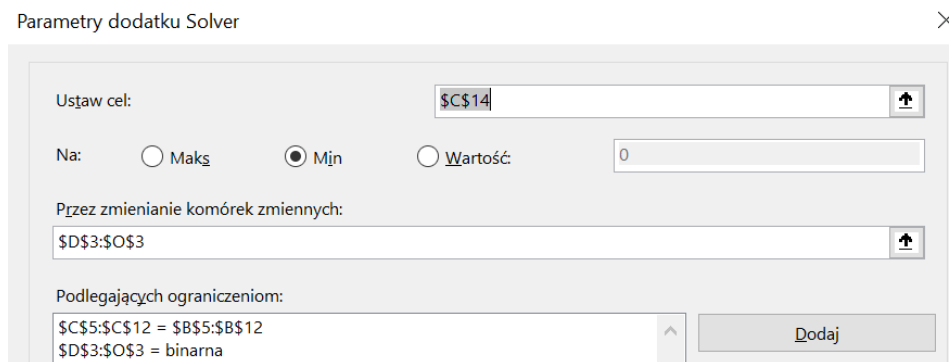 Parametry dodatku Solver
Ustaw cel: $C$14
Na: Maks Min Wartość: 0
Przez zmienianie komórek zmiennych:
$D$3:$O$3
Podlegających ograniczeniom:
$C$5:$C$12 = $B$5:$B$12
$D$3:$O$3 = binarna
Dodaj